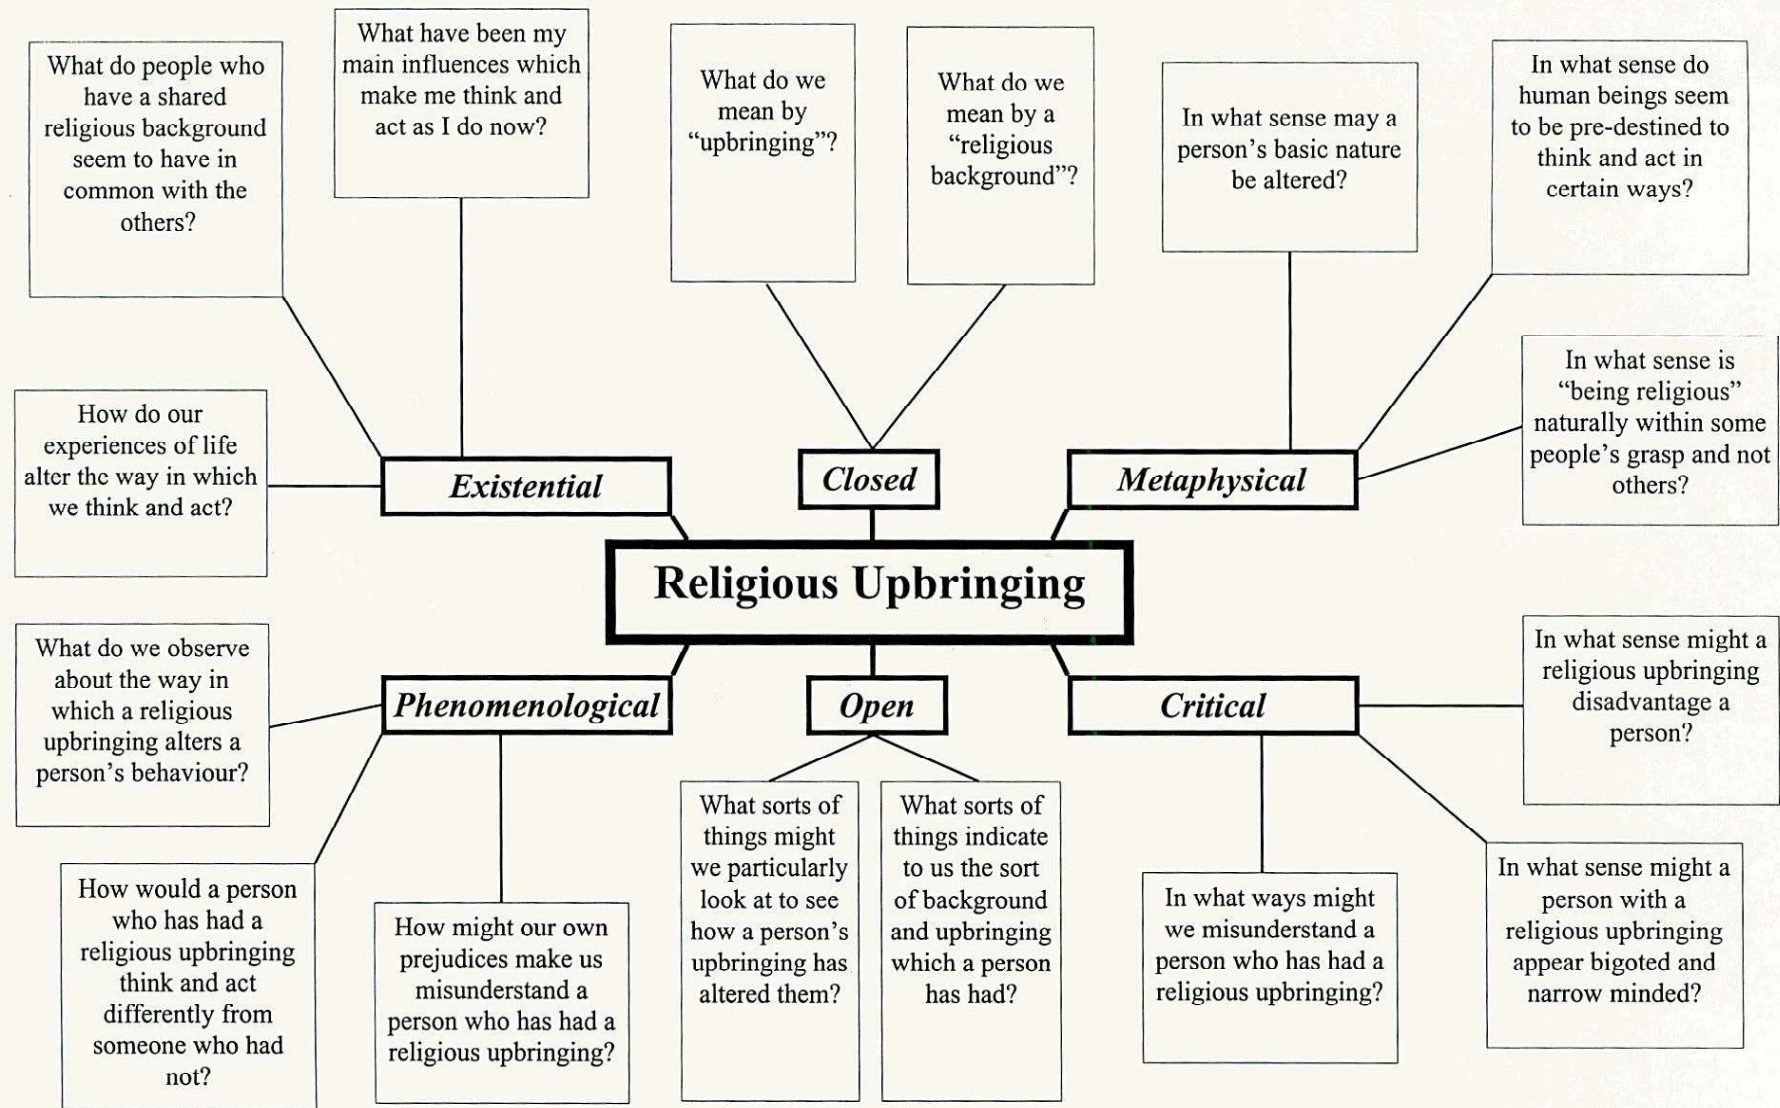 What do people who
have a shared
religious background
seem to have in
common with the
others?
What have been my
main influences which
make me think and
act as I do now?
What do we
mean by
“upbringing”?
What do we
mean by a
“religious
background”?
In what sense may a
person’s basic nature
be altered?
In what sense do
human beings seem
to be pre-destined to
think and act in
certain ways?
How do our
experiences of life
alter the way in which
we think and act?
In what sense is
“being religious”
naturally within some
people’s grasp and not
others?
Existential
Closed
Metaphysical
Religious Upbringing
Phenomenological
Open
Critical
What do we observe
about the way in
which a religious
upbringing alters a
person’s behaviour?
In what sense might a
religious upbringing
disadvantage a
person?
How would a person
who has had a
religious upbringing
think and act
differently from
someone who had
not?
How might our own
prejudices make us
misunderstand a
person who has had a
religious upbringing?
What sorts of
things might
we particularly
look at to see
how a person’s
upbringing has
altered them?
What sorts of
things indicate
to us the sort
of background
and upbringing
which a person
has had?
In what ways might
we misunderstand a
person who has had a
religious upbringing?
In what sense might a
person with a
religious upbringing
appear bigoted and
narrow minded?